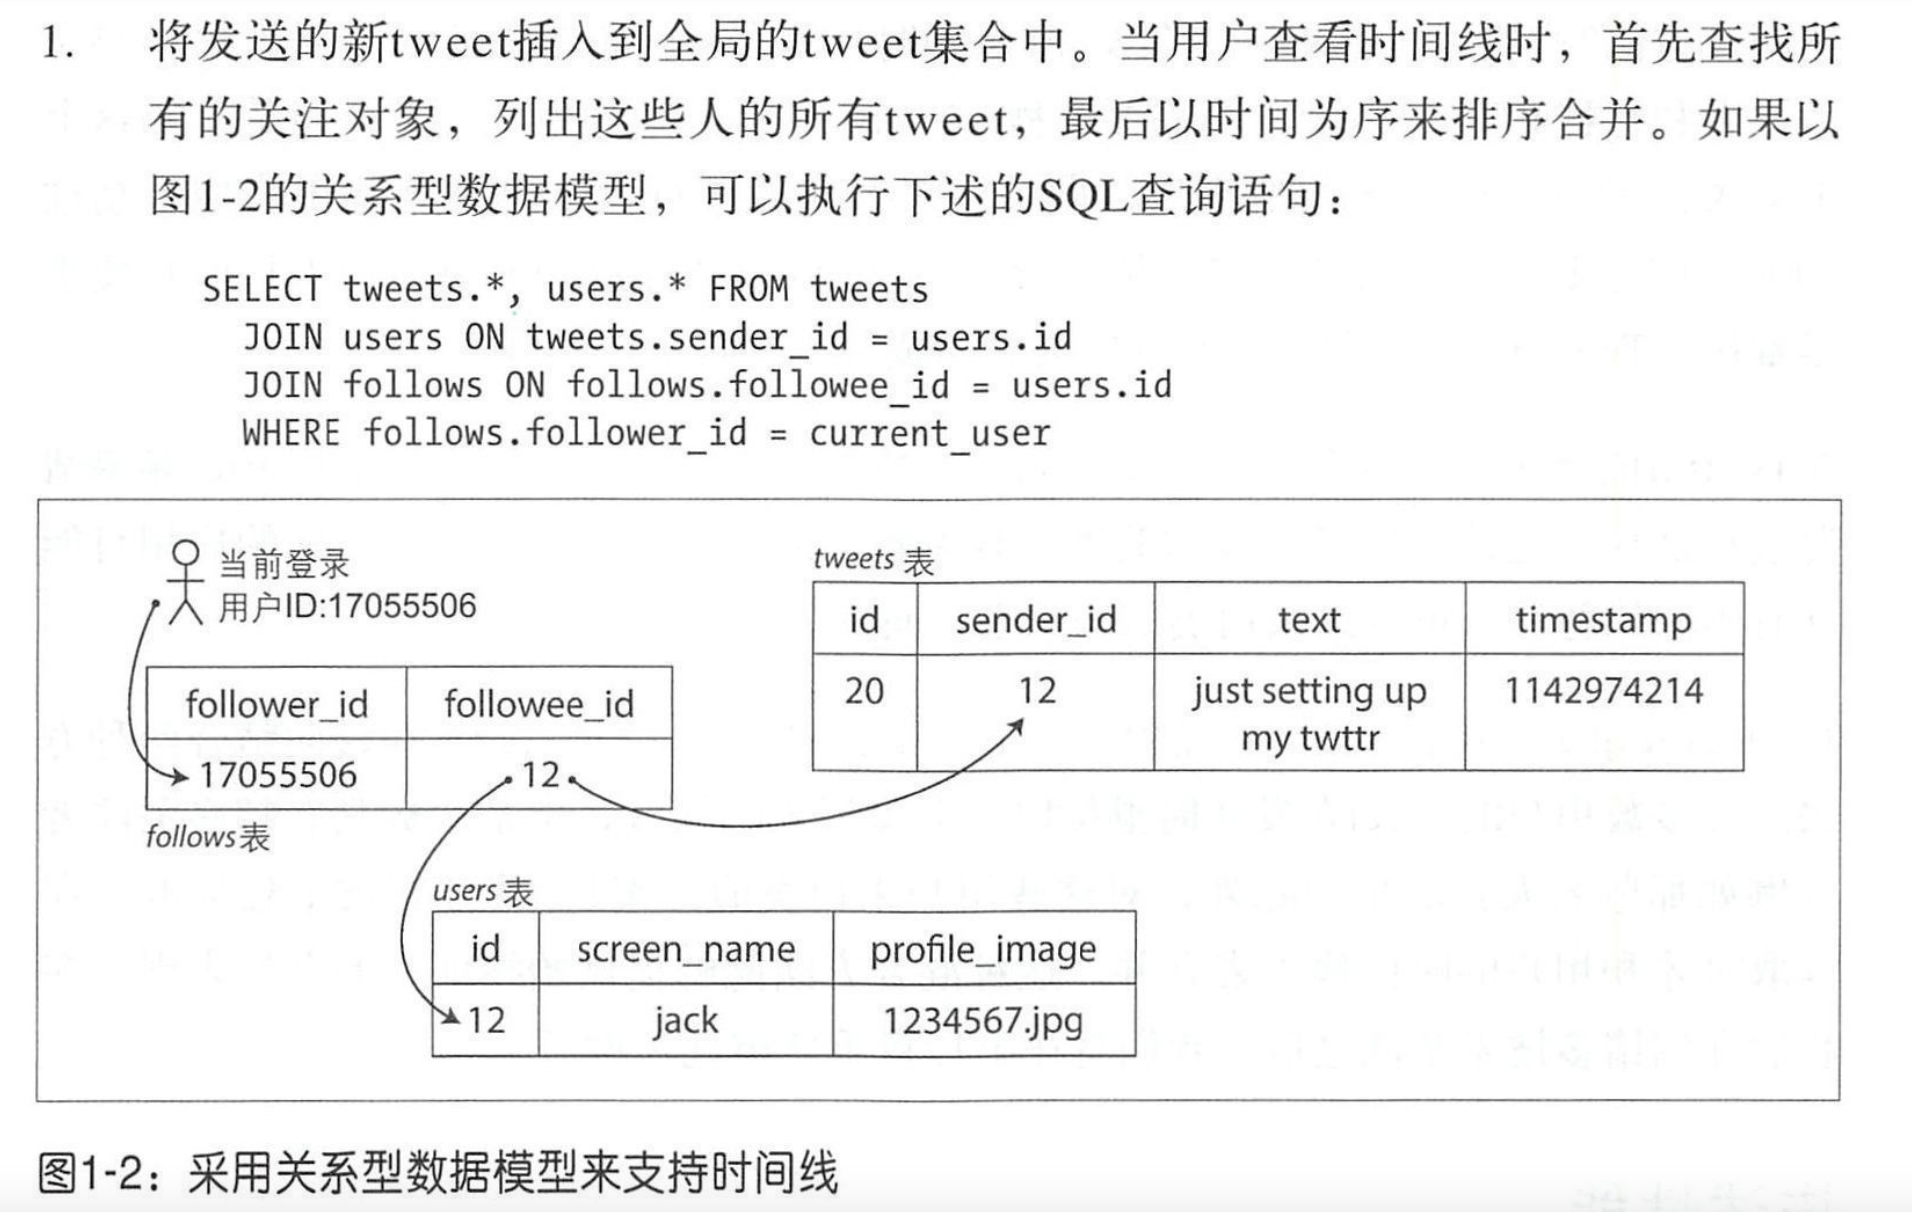 1. 将发送的新tweet插入到全局的tweet集合中。当用户查看时间线时，首先查找所
有的关注对象，列出这些人的所有tweet，最后以时间为序来排序合并。如果以
图1-2的关系型数据模型，可以执行下述的SQL查询语句：
SELECT tweets.*, users.* FROM tweets
JOIN users ON tweets.sender_id = users.id
JOIN follows ON follows.followee_id = users.id
WHERE follows.follower_id = current_user
当前登录
用户ID:17055506
follower_id followee_id
17055506 12
follows表
tweets 表
id sender_id text timestamp
20 12 just setting up 1142974214
my twttr
users 表
id screen_name profile_image
12 jack 1234567.jpg
图1-2：采用关系型数据模型来支持时间线